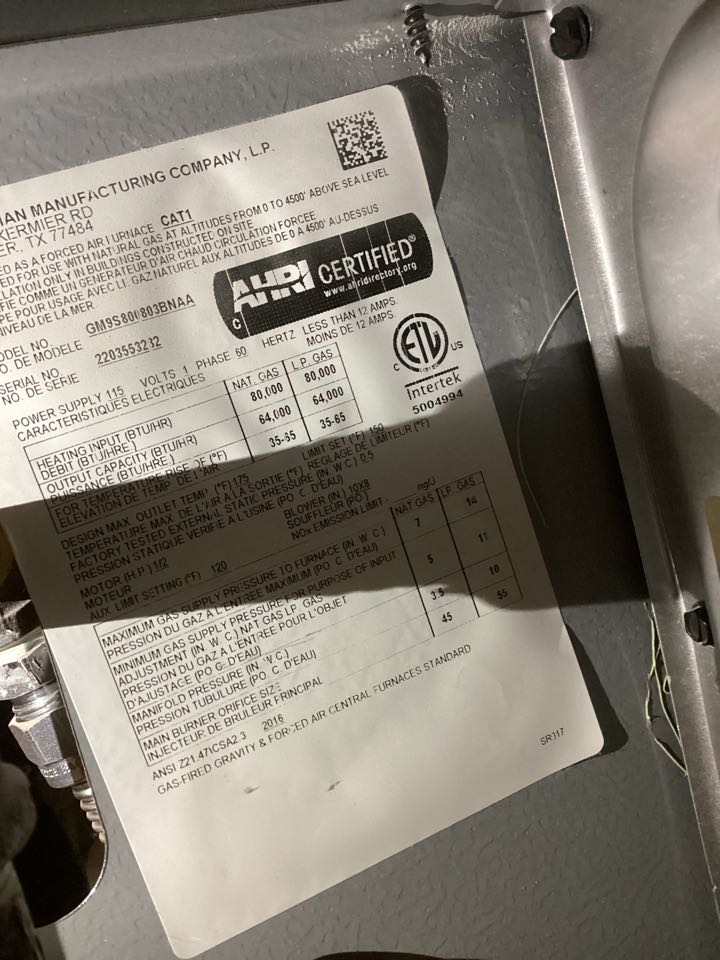 MAN MANUFACTURING COMPANY, L.P.
KERMIER RD
ER, TX 77484
ED AS A FORCED AIR FURNACE CAT1
ED FOR USE WITH NATURAL GAS AT ALTITUDES FROM 0 TO 4500' ABOVE SEA LEVEL
LATION ONLY IN BUILDINGS CONSTRUCTED ON SITE
FIE COMME UN GENERATEUR D'AIR CHAUD CIRCULATION FORCEE
PE POUR USAGE AVEC LE GAZ NATUREL AUX ALTITUDES DE 0 A 4500' AU-DESSUS
NIVEAU DE LA MER
AHRI CERTIFIED®
www.ahridirectory.org
ODEL NO. GM9S800803BNAA
O. DE MODELE
SERIAL NO. 2203553232
NO. DE SÉRIE
POWER SUPPLY 115 VOLTS 1 PHASE 60 HERTZ LESS THAN 12 AMPS
CARACTERISTIQUES ELECTRIQUES MOINS DE 12 AMPS.
C ETL US
Intertek
5004994
NAT. GAS L.P. GAS
HEATING INPUT (BTU/HR) 80,000 80,000
DEBIT (BTU/HRE)
OUTPUT CAPACITY (BTU/HR) 64,000 64,000
PUISSANCE (BTU/HRE)
FOR TEMPERATURE RISE OF (°F) 35-65 35-65
ELEVATION DE TEMP. DE L'AIR
DESIGN MAX. OUTLET TEMP. (°F) 175 LIMIT SET (°F) 150
TEMPERATURE MAX. DE L'AIR A LA SORTIE (°F) REGLAGE DE LIMITEUR (°F)
FACTORY TESTED EXTERNAL STATIC PRESSURE (IN. W.C.) 0.5
PRESSION STATIQUE VERIFIE A L'USINE (PO. C. D'EAU)
MOTOR (H.P.) 1/2 BLOWER (IN.) 10X8
MOTEUR SOUFFLEUR (PO.)
AUX. LIMIT SETTING (°F) 120 NOx EMISSION LIMIT ng/J
NAT GAS L.P. GAS
MAXIMUM GAS SUPPLY PRESSURE TO FURNACE (IN. W.C.) 7
PRESSION DU GAZ A L'ENTREE MAXIMUM (PO. C. D'EAU)
MINIMUM GAS SUPPLY PRESSURE FOR PURPOSE OF INPUT 5 11
ADJUSTMENT (IN. W.C.) NAT GAS L.P. GAS
PRESSION DU GAZ A L'ENTREE POUR L'OBJET
D'AJUSTACE (PO. C. D'EAU)
MANIFOLD PRESSURE (IN. W.C.) 3.5 10
PRESSION TUBULURE (PO. C. D'EAU)
MAIN BURNER ORIFICE SIZE 45 55
INJECTEUR DE BRULEUR PRINCIPAL
ANSI Z21.47/CSA2.3 2016
GAS-FIRED GRAVITY & FORCED AIR CENTRAL FURNACES STANDARD
SR317